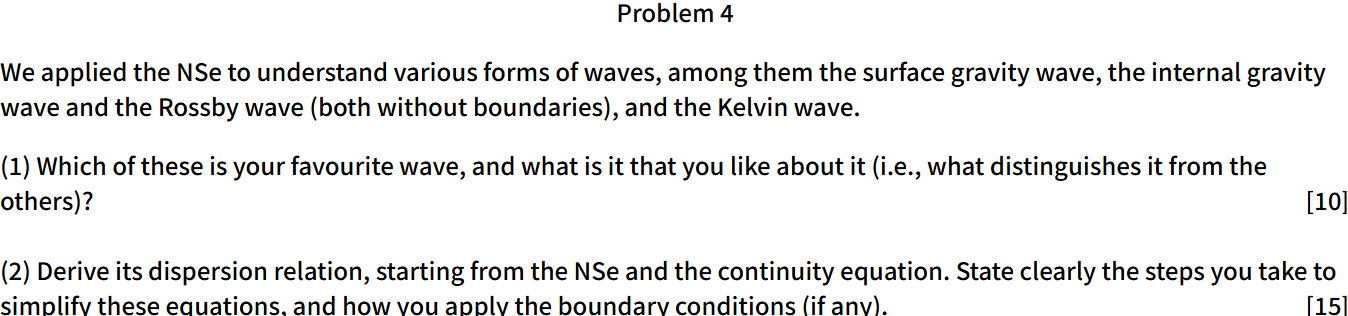 Problem 4
We applied the NSe to understand various forms of waves, among them the surface gravity wave, the internal gravity
wave and the Rossby wave (both without boundaries), and the Kelvin wave.
(1) Which of these is your favourite wave, and what is it that you like about it (i.e., what distinguishes it from the
others)? [10]
(2) Derive its dispersion relation, starting from the NSe and the continuity equation. State clearly the steps you take to
simplify these equations, and how you apply the boundary conditions (if any). [15]